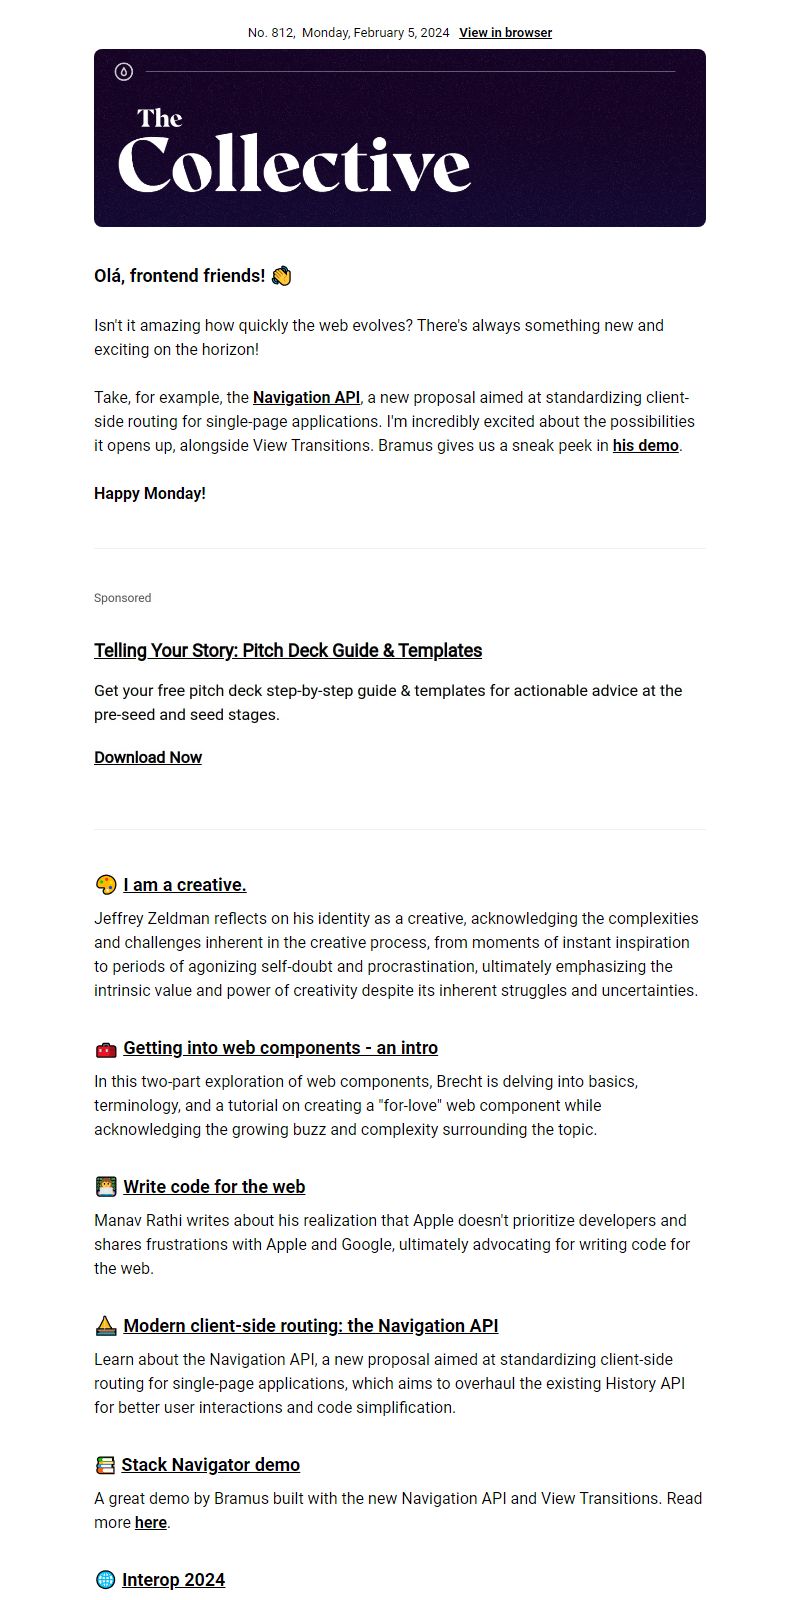 No. 812, Monday, February 5, 2024 View in browser
The
Collective
Olá, frontend friends! 👋
Isn't it amazing how quickly the web evolves? There's always something new and
exciting on the horizon!
Take, for example, the Navigation API, a new proposal aimed at standardizing client-
side routing for single-page applications. I'm incredibly excited about the possibilities
it opens up, alongside View Transitions. Bramus gives us a sneak peek in his demo.
Happy Monday!
Sponsored
Telling Your Story: Pitch Deck Guide & Templates
Get your free pitch deck step-by-step guide & templates for actionable advice at the
pre-seed and seed stages.
Download Now
🎨 I am a creative.
Jeffrey Zeldman reflects on his identity as a creative, acknowledging the complexities
and challenges inherent in the creative process, from moments of instant inspiration
to periods of agonizing self-doubt and procrastination, ultimately emphasizing the
intrinsic value and power of creativity despite its inherent struggles and uncertainties.
🧰 Getting into web components - an intro
In this two-part exploration of web components, Brecht is delving into basics,
terminology, and a tutorial on creating a "for-love" web component while
acknowledging the growing buzz and complexity surrounding the topic.
👨‍💻 Write code for the web
Manav Rathi writes about his realization that Apple doesn't prioritize developers and
shares frustrations with Apple and Google, ultimately advocating for writing code for
the web.
⛵ Modern client-side routing: the Navigation API
Learn about the Navigation API, a new proposal aimed at standardizing client-side
routing for single-page applications, which aims to overhaul the existing History API
for better user interactions and code simplification.
📚 Stack Navigator demo
A great demo by Bramus built with the new Navigation API and View Transitions. Read
more here.
🌐 Interop 2024